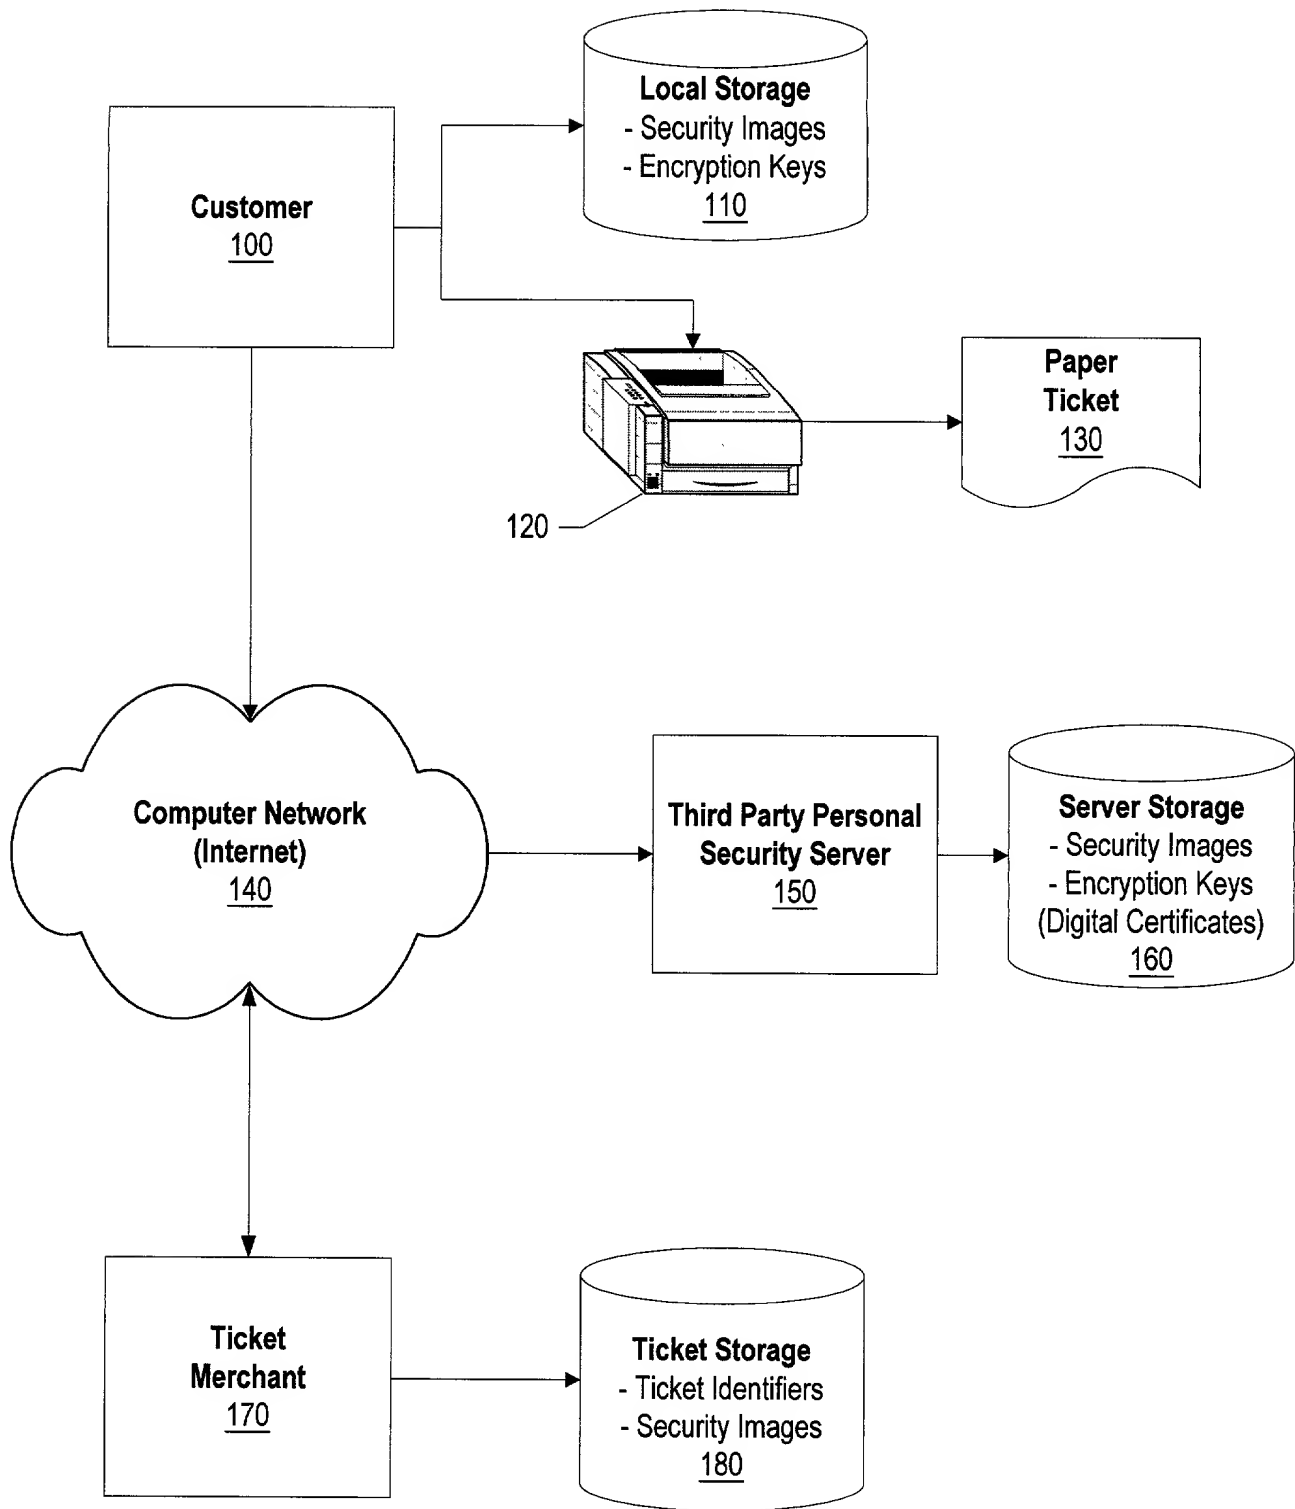 Local Storage
- Security Images
- Encryption Keys
110
Customer
100
Paper
Ticket
130
120
Computer Network
(Internet)
140
Third Party Personal
Security Server
150
Server Storage
- Security Images
- Encryption Keys
(Digital Certificates)
160
Ticket
Merchant
170
Ticket Storage
- Ticket Identifiers
- Security Images
180